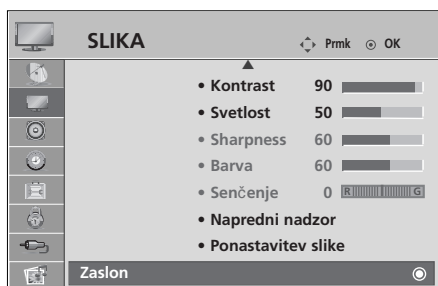 SLIKA Prmk OK
• Kontrast 90
• Svetlost 50
• Sharpness 60
• Barva 60
• Senčenje 0 R G
• Napredni nadzor
• Ponastavitev slike
Zaslon